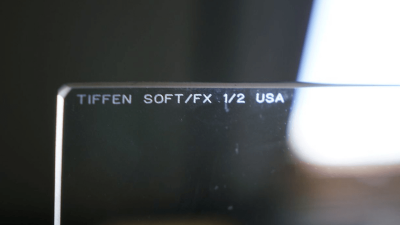 TIFFEN SOFT/FX 1/2 USA